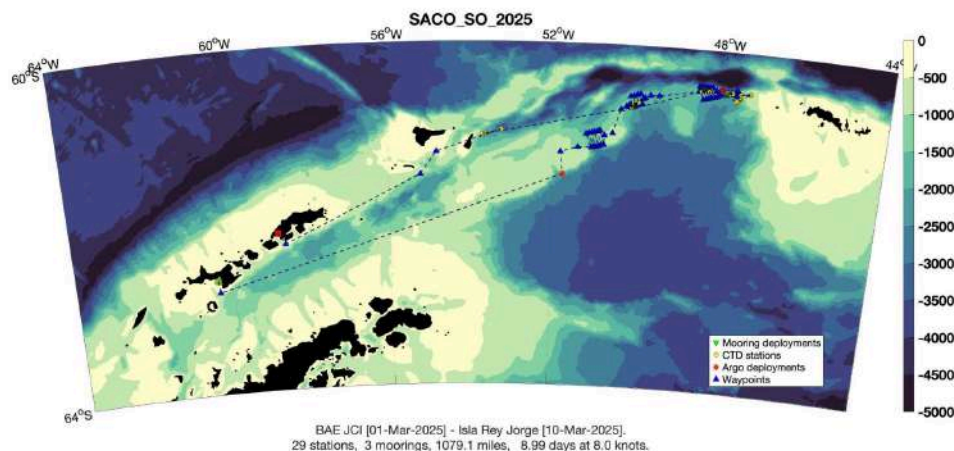 SACO_SO_2025
64°W
60°W
56°W
52°W
48°W
44°W
60°S
64°S
0
-500
-1000
-1500
-2000
-2500
-3000
-3500
-4000
-4500
-5000
Mooring deployments
CTD stations
Argo deployments
Waypoints
BAE JCI [01-Mar-2025] - Isla Rey Jorge [10-Mar-2025].
29 stations, 3 moorings, 1079.1 miles, 8.99 days at 8.0 knots.